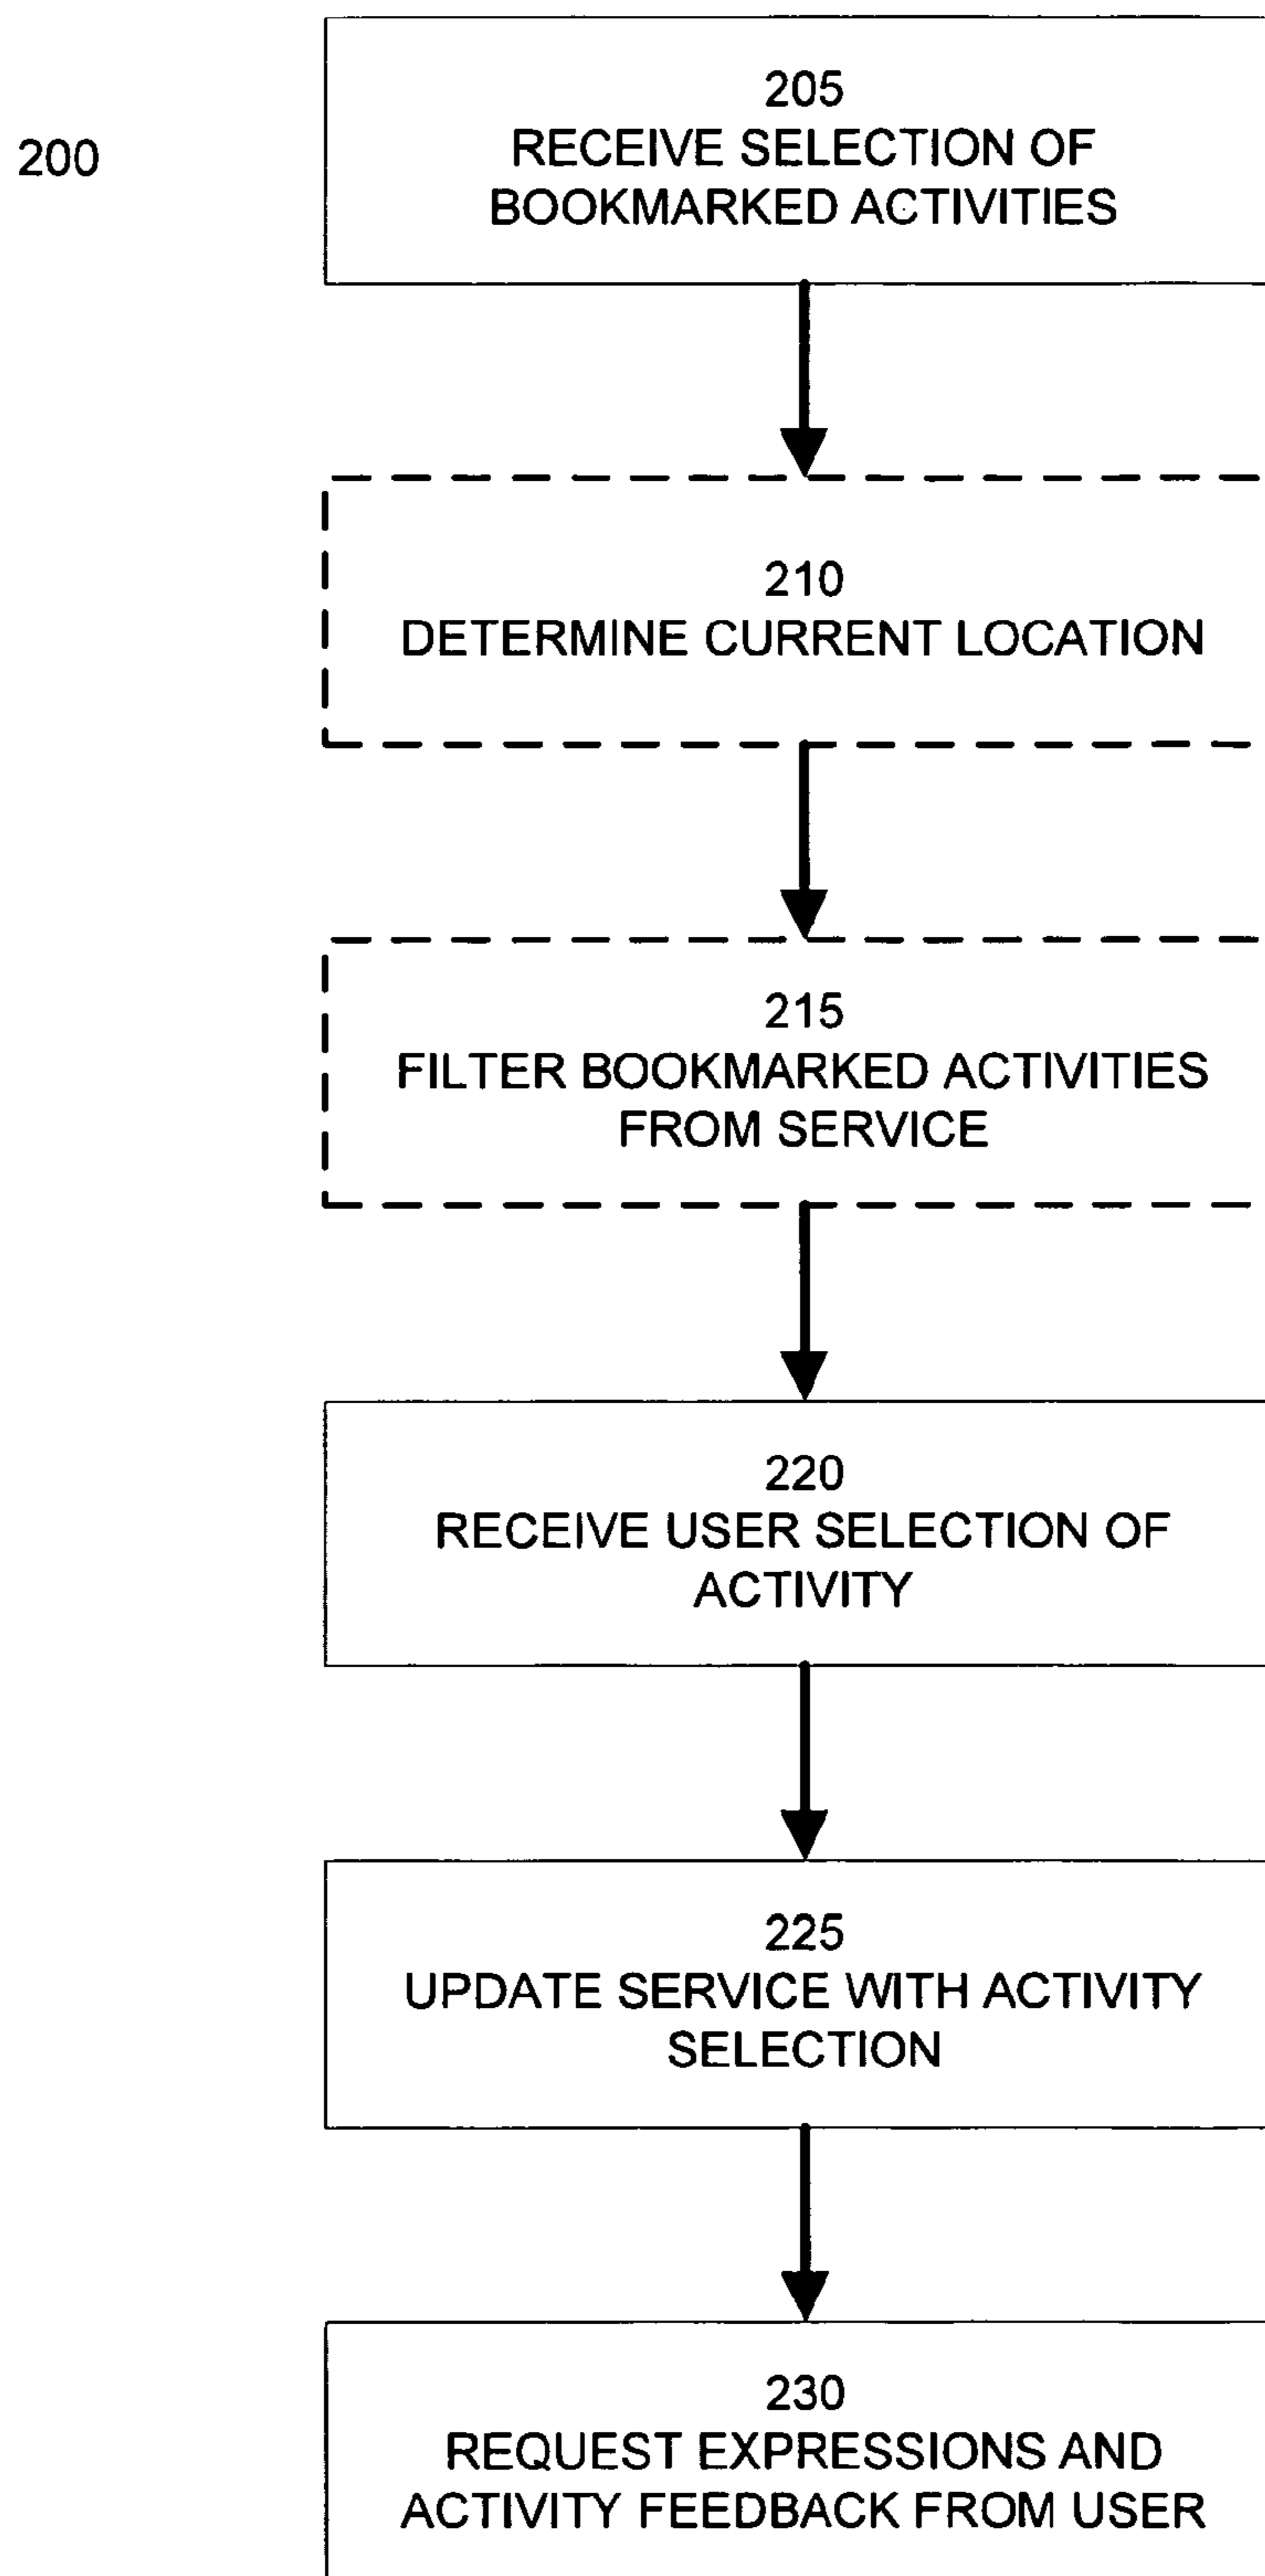 200
205
RECEIVE SELECTION OF
BOOKMARKED ACTIVITIES
210
DETERMINE CURRENT LOCATION
215
FILTER BOOKMARKED ACTIVITIES
FROM SERVICE
220
RECEIVE USER SELECTION OF
ACTIVITY
225
UPDATE SERVICE WITH ACTIVITY
SELECTION
230
REQUEST EXPRESSIONS AND
ACTIVITY FEEDBACK FROM USER